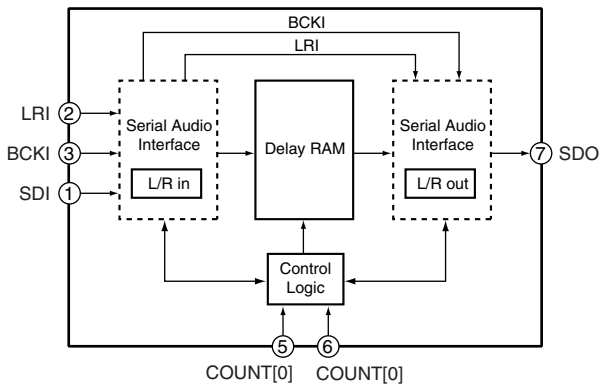 BCKI
LRI
LRI 2
BCKI 3
SDI 1
Serial Audio
Interface
L/R in
Delay RAM
Serial Audio
Interface
L/R out
7 SDO
Control
Logic
5 6
COUNT[0] COUNT[0]